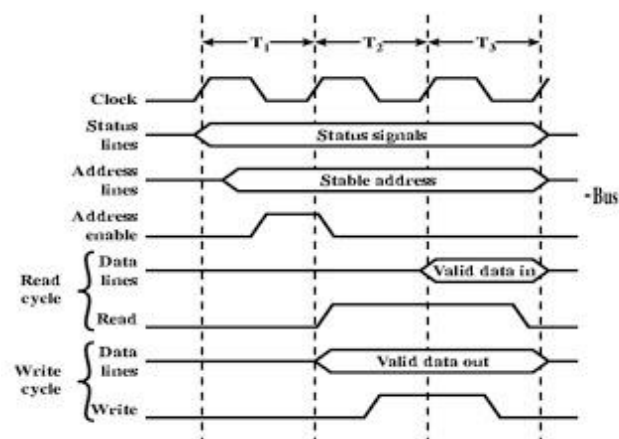 T1 T2 T3
Clock
Status lines Status signals
Address lines Stable address
-Bus
Address enable
Read cycle
Data lines Valid data in
Read
Write cycle
Data lines Valid data out
Write